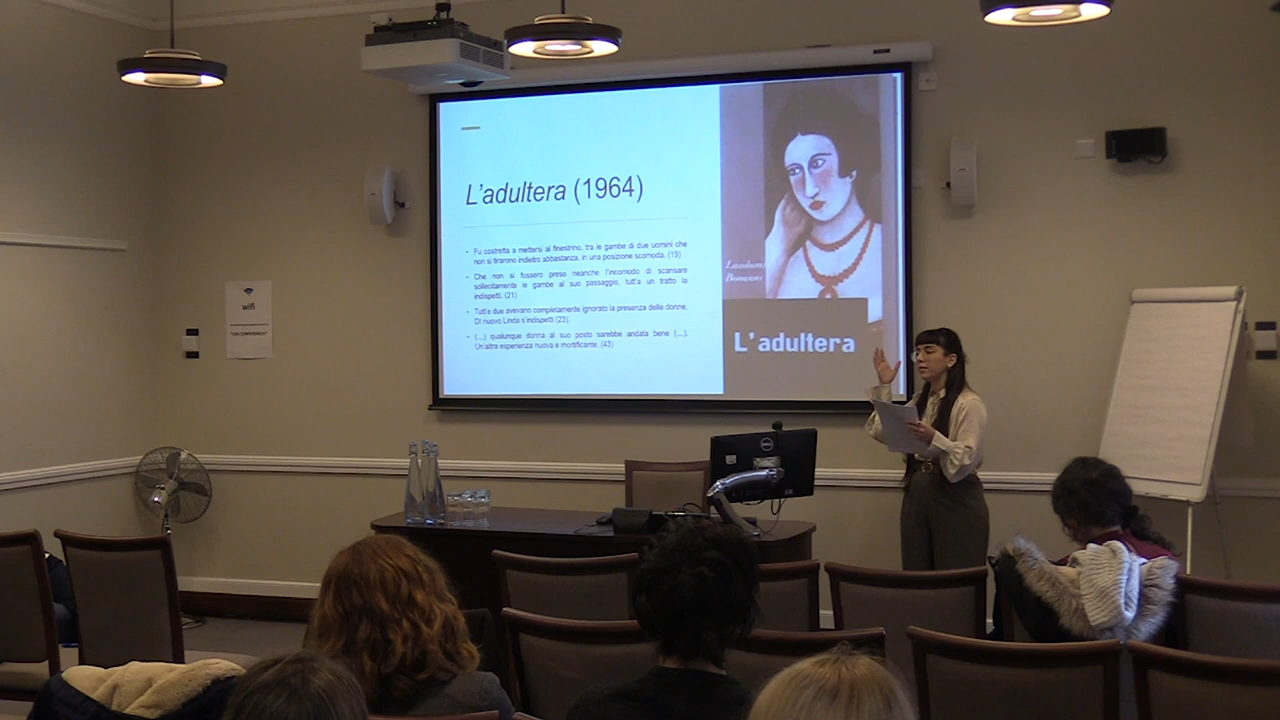 L'adultera (1964)
• Fu costretta a mettersi al finestrino, tra le gambe di due uomini che
non si tirarono indietro abbastanza, in una posizione scomoda. (19)
• Che non si fossero presa neanche l'incomodo di scansare
sollecitamente le gambe al suo passaggio, tutt'a un tratto la
indispettì. (21)
• Tutt'e due avevano completamente ignorato la presenza delle donne.
Di nuovo Linda s'indispettì (23).
• (…) qualunque donna al suo posto sarebbe andata bene (…).
Un'altra esperienza nuova e mortificante. (43)
Laudomia
Bonanni
L'adultera
wifi
DELL